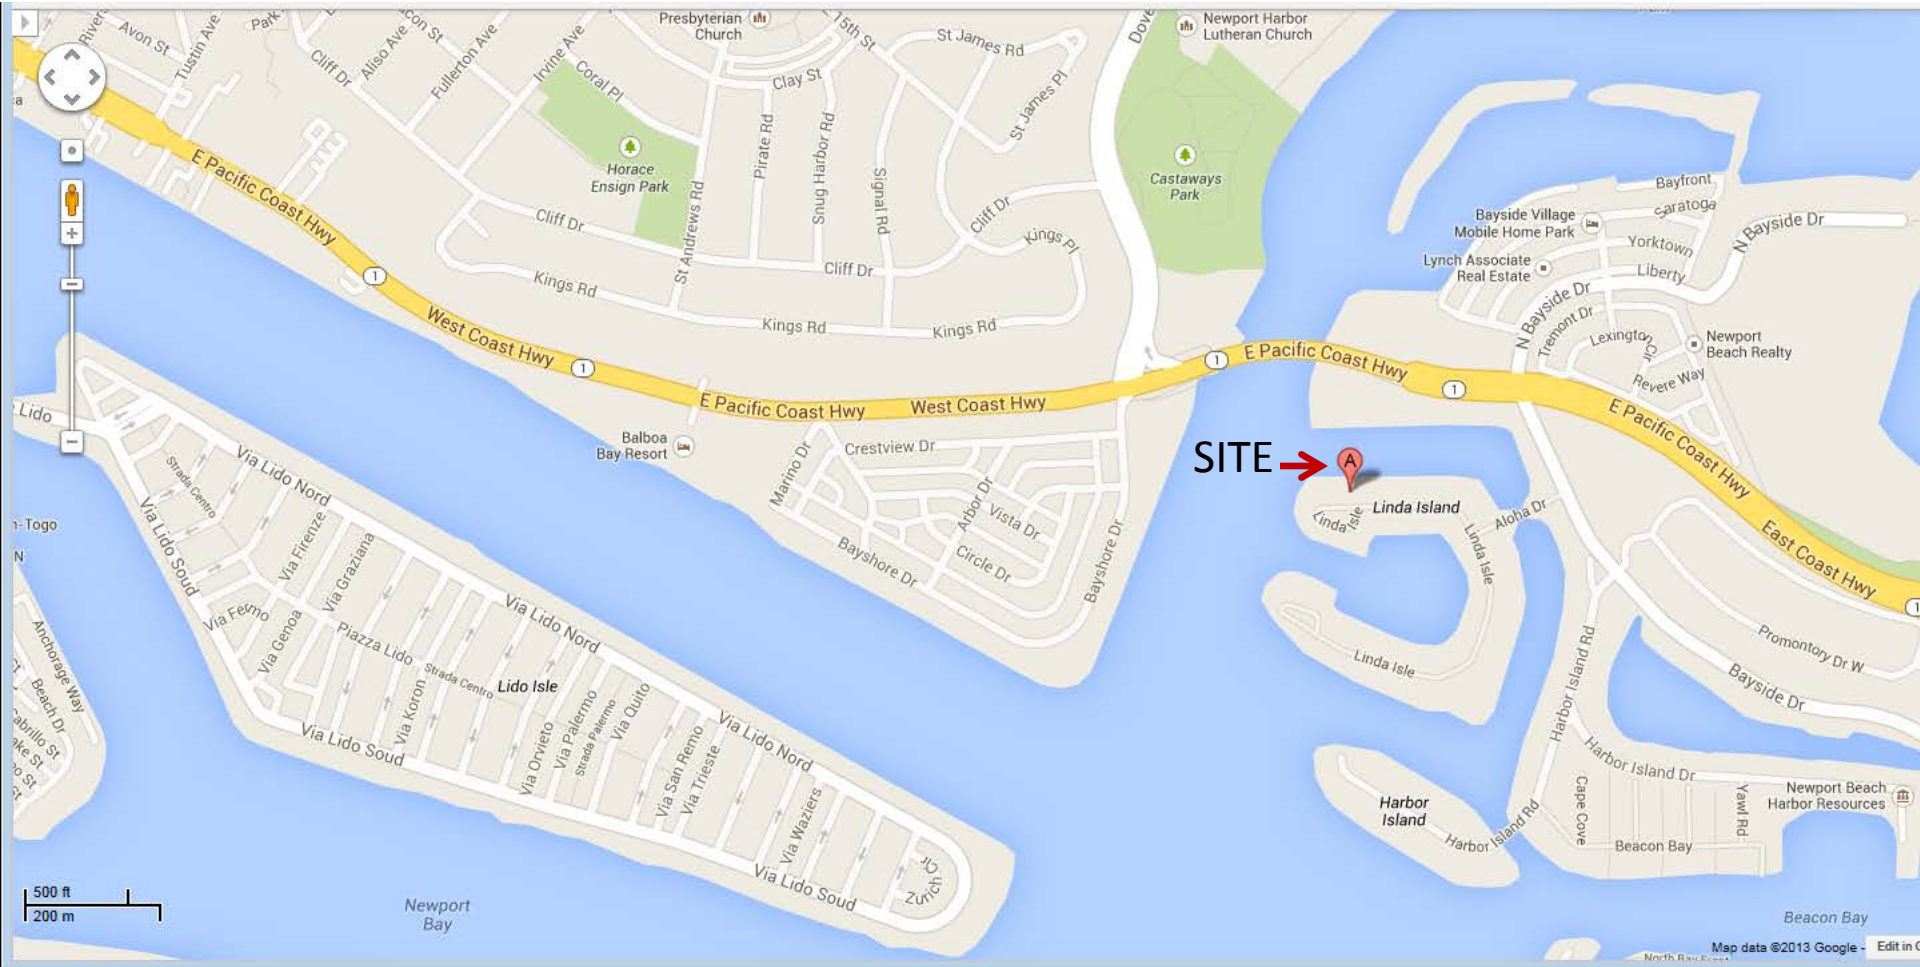 Avon St
Tustin Ave
Park
Cliff Dr
Aliso Ave
Fullerton Ave
Irvine Ave
Coral Pl
Presbyterian
Church
E 15th St
Clay St
St James Rd
St James Pl
Newport Harbor
Lutheran Church
Horace
Ensign Park
Pirate Rd
Snug Harbor Rd
Signal Rd
St Andrews Rd
Castaways
Park
E Pacific Coast Hwy
Cliff Dr
Cliff Dr
Cliff Dr
Kings Pl
Kings Rd
Kings Rd
Kings Rd
1
West Coast Hwy
1
E Pacific Coast Hwy
West Coast Hwy
1
E Pacific Coast Hwy
1
E Pacific Coast Hwy
East Coast Hwy
Bayfront
Saratoga
Bayside Village
Mobile Home Park
Yorktown
N Bayside Dr
Lynch Associate
Real Estate
Liberty
N Bayside Dr
Tremont Dr
Lexington Cir
Newport
Beach Realty
Revere Way
Lido
Balboa
Bay Resort
Marino Dr
Crestview Dr
Arbor Dr
Vista Dr
Circle Dr
Bayshore Dr
Bayshore Dr
SITE
A
Linda Island
Linda Isle
Linda Isle
Linda Isle
Aloha Dr
Promontory Dr W
Bayside Dr
Harbor Island Rd
Harbor Island Dr
Harbor
Island
Harbor Island Rd
Cape Cove
Beacon Bay
Yawl Rd
Newport Beach
Harbor Resources
Strada Centro
Via Lido Nord
Via Lido Soud
Via Firenze
Via Graziana
Via Fermo
Via Genoa
Piazza Lido
Strada Centro
Via Lido Nord
Lido Isle
Via Koron
Via Orvieto
Via Palermo
Strada Palermo
Via Quito
Via San Remo
Via Trieste
Via Lido Nord
Via Waziers
Via Lido Soud
Via Lido Soud
Zurich Cir
Anchorage Way
Beach Dr
500 ft
200 m
Newport
Bay
Beacon Bay
Map data ©2013 Google -
Edit in